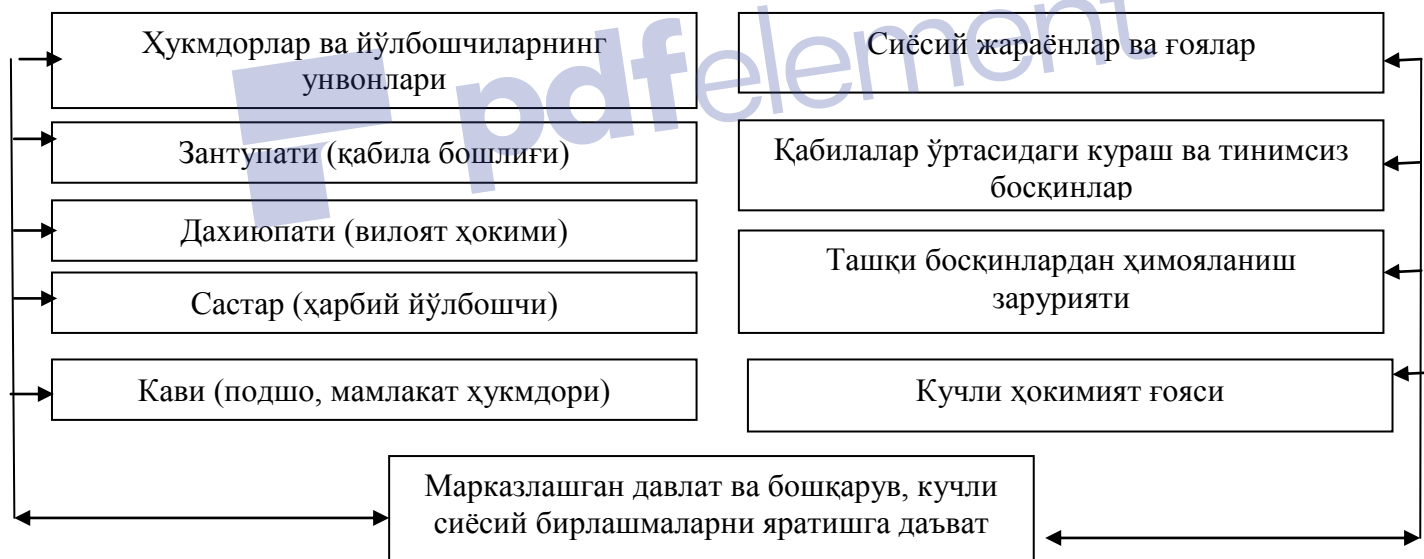 Ҳукмдорлар ва йўлбошчиларнинг
унвонлари
Зантупати (қабила бошлиғи)
Дахиюпати (вилоят ҳокими)
Састар (ҳарбий йўлбошчи)
Кави (подшо, мамлакат ҳукмдори)
Сиёсий жараёнлар ва ғоялар
Қабилалар ўртасидаги кураш ва тинимсиз
босқинлар
Ташқи босқинлардан ҳимояланиш
зарурияти
Кучли ҳокимият ғояси
Марказлашган давлат ва бошқарув, кучли
сиёсий бирлашмаларни яратишга даъват
pdfelement